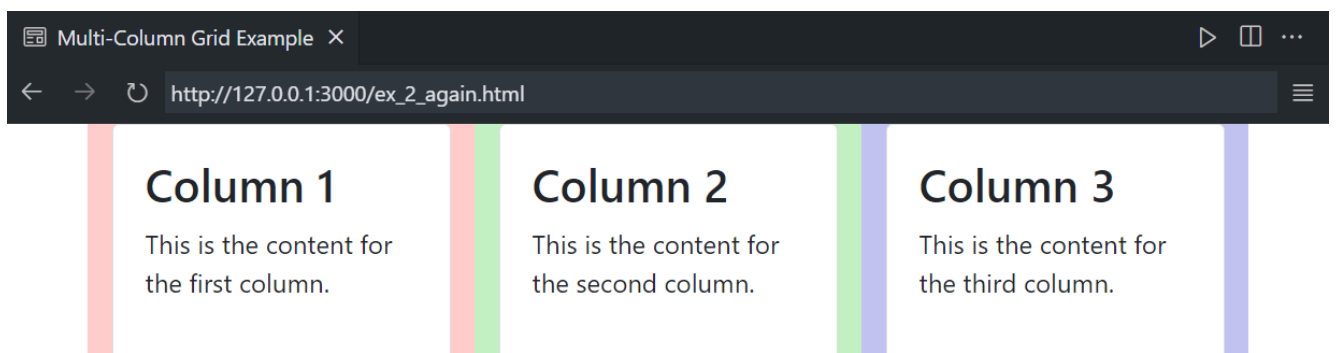 Multi-Column Grid Example
http://127.0.0.1:3000/ex_2_again.html
Column 1
This is the content for
the first column.
Column 2
This is the content for
the second column.
Column 3
This is the content for
the third column.